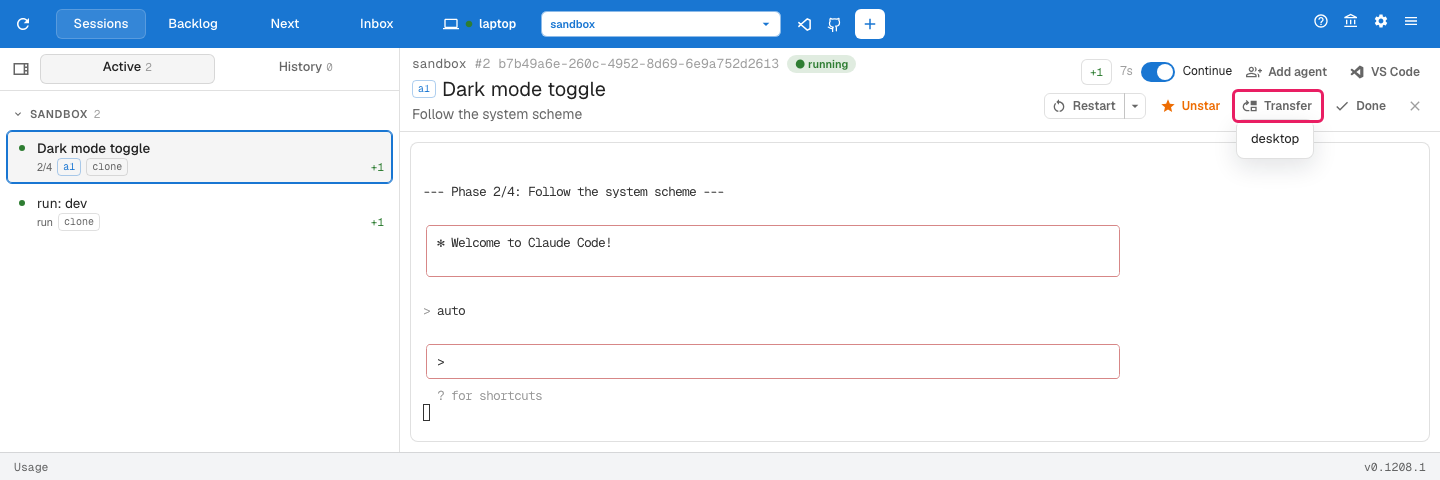 Sessions Backlog Next Inbox laptop sandbox
Active 2 History 0
SANDBOX 2
Dark mode toggle
2/4 al clone +1
run: dev
run clone +1
sandbox #2 b7b49a6e-260c-4952-8d69-6e9a752d2613 running
al Dark mode toggle
Follow the system scheme
+1 7s Continue Add agent VS Code
Restart Unstar Transfer Done
desktop
--- Phase 2/4: Follow the system scheme ---
✻ Welcome to Claude Code!
> auto
>
? for shortcuts
Usage v0.1208.1